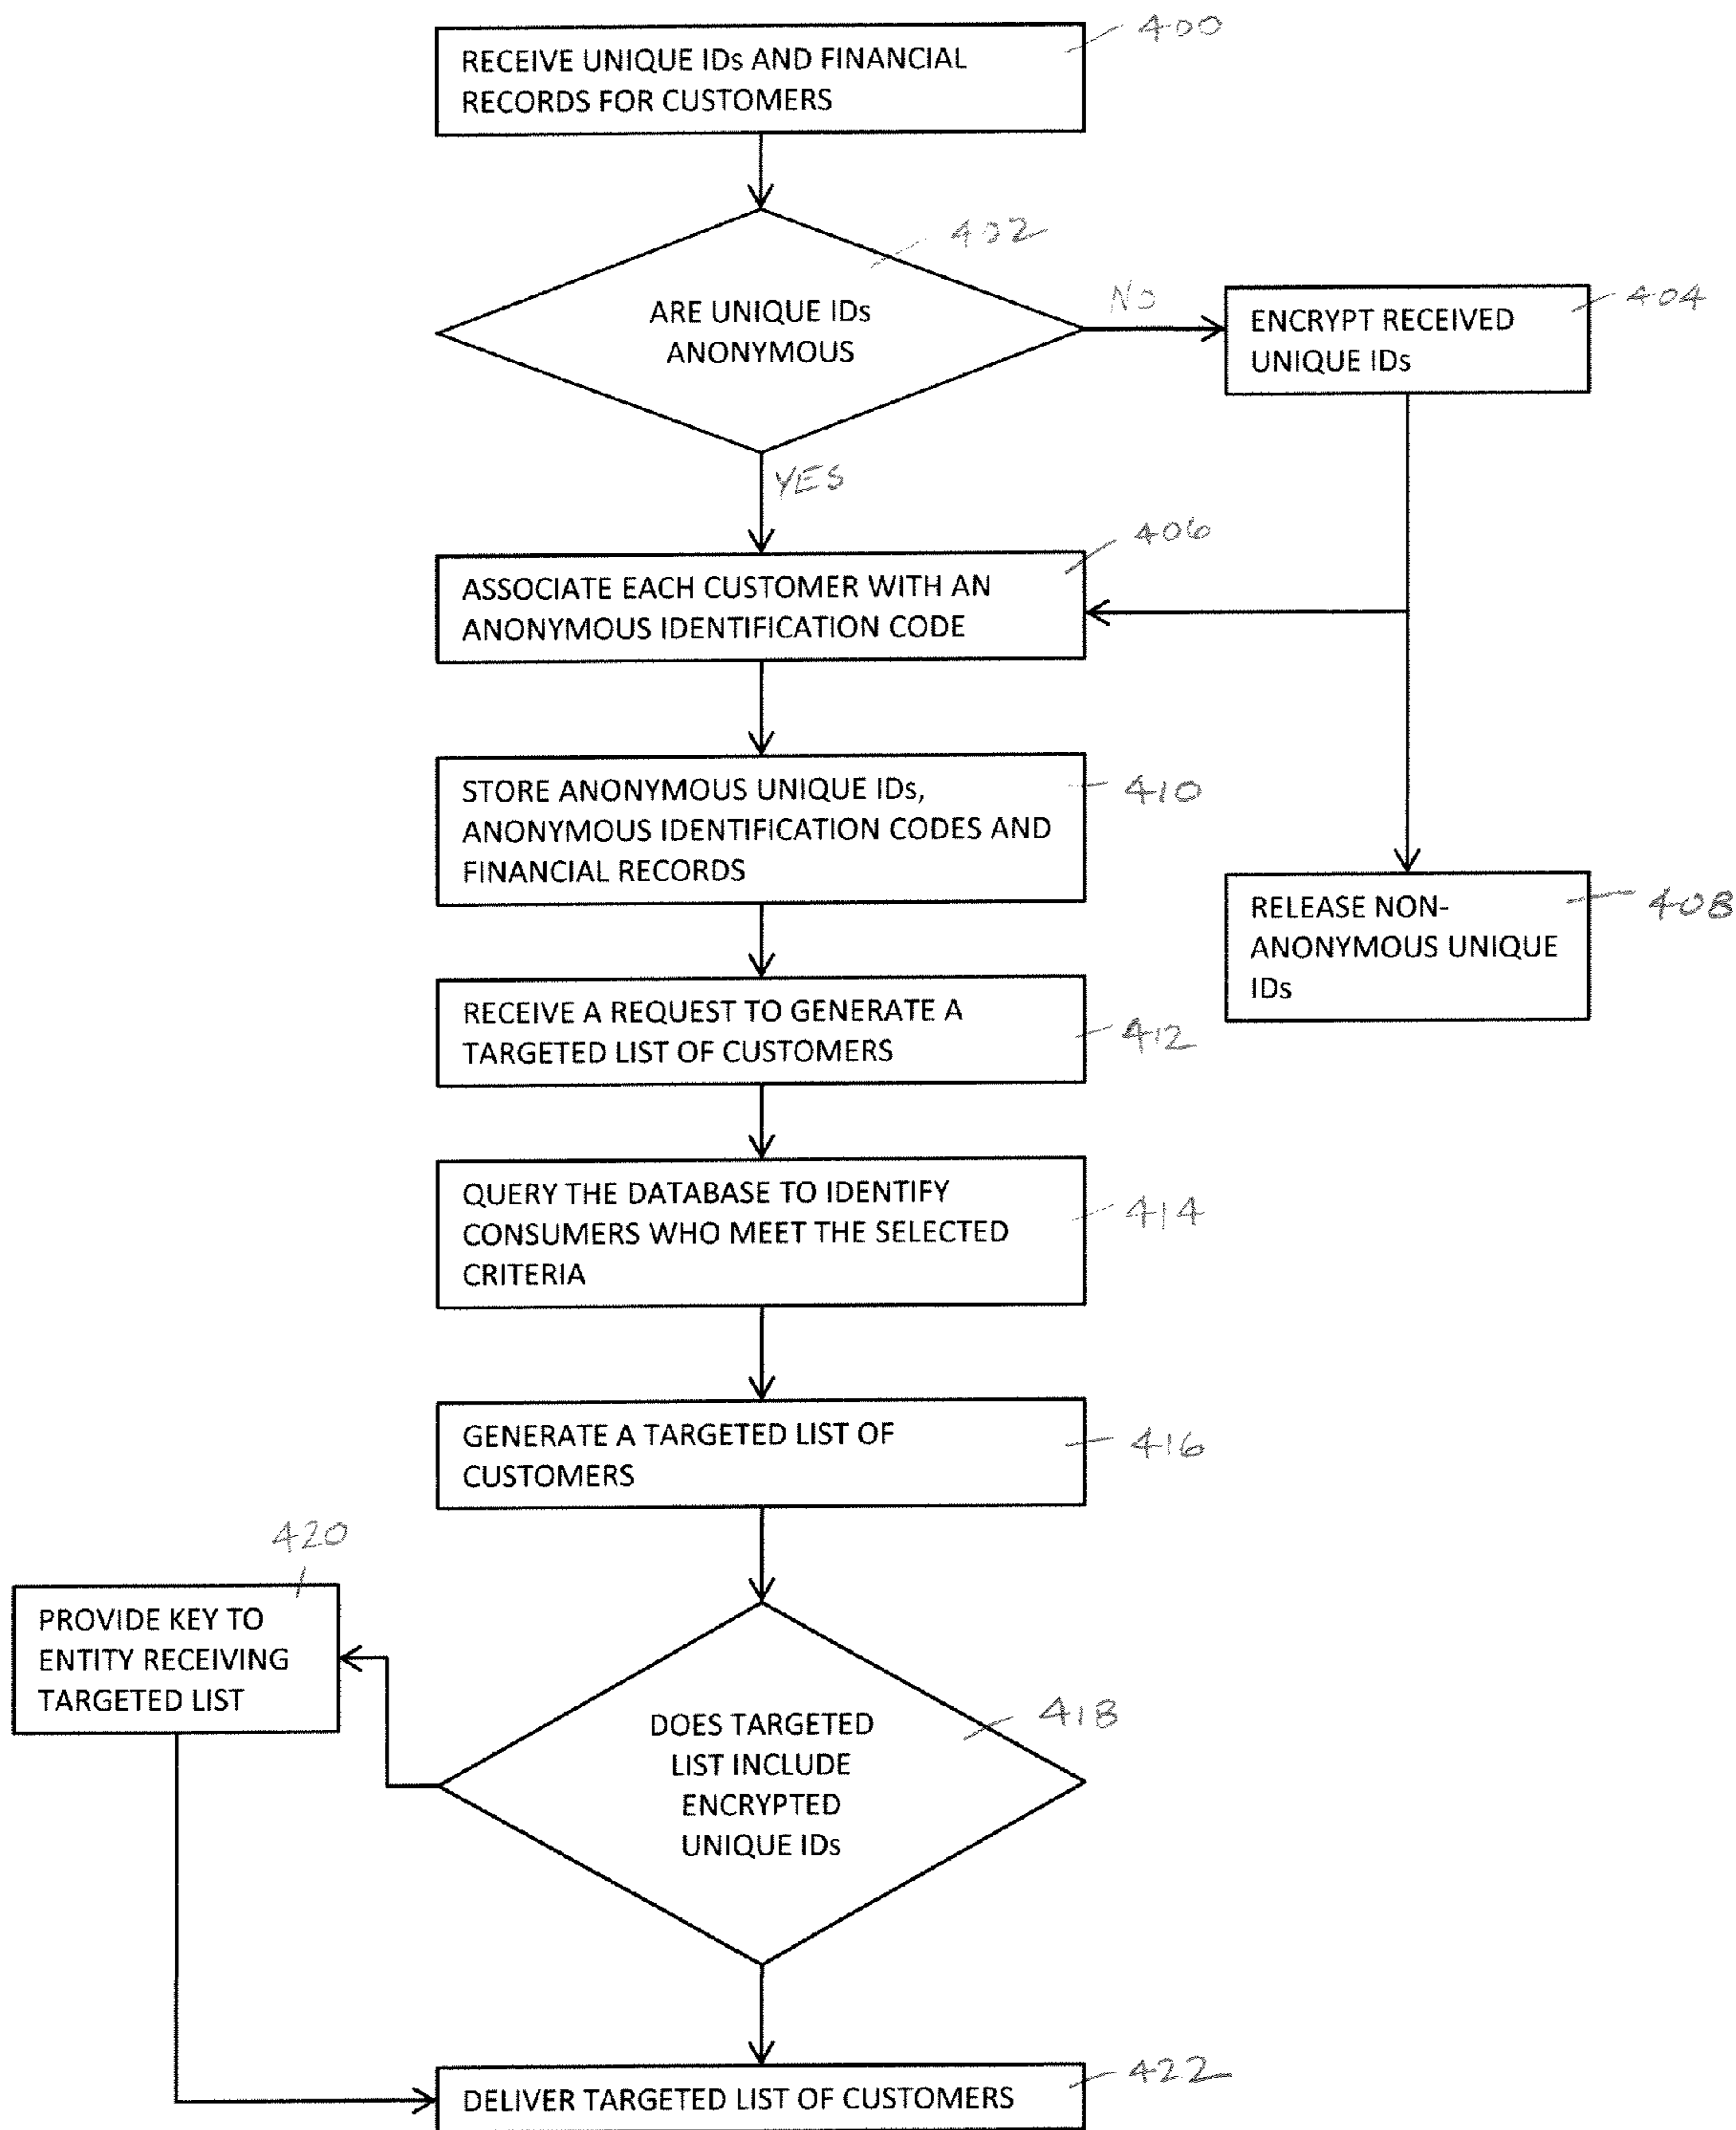 400
RECEIVE UNIQUE IDs AND FINANCIAL
RECORDS FOR CUSTOMERS
402
ARE UNIQUE IDs
ANONYMOUS
NO
404
ENCRYPT RECEIVED
UNIQUE IDs
YES
406
ASSOCIATE EACH CUSTOMER WITH AN
ANONYMOUS IDENTIFICATION CODE
STORE ANONYMOUS UNIQUE IDs,
ANONYMOUS IDENTIFICATION CODES AND
FINANCIAL RECORDS
410
RELEASE NON-
ANONYMOUS UNIQUE
IDs
408
RECEIVE A REQUEST TO GENERATE A
TARGETED LIST OF CUSTOMERS
412
QUERY THE DATABASE TO IDENTIFY
CONSUMERS WHO MEET THE SELECTED
CRITERIA
414
GENERATE A TARGETED LIST OF
CUSTOMERS
416
420
PROVIDE KEY TO
ENTITY RECEIVING
TARGETED LIST
DOES TARGETED
LIST INCLUDE
ENCRYPTED
UNIQUE IDs
418
DELIVER TARGETED LIST OF CUSTOMERS
422